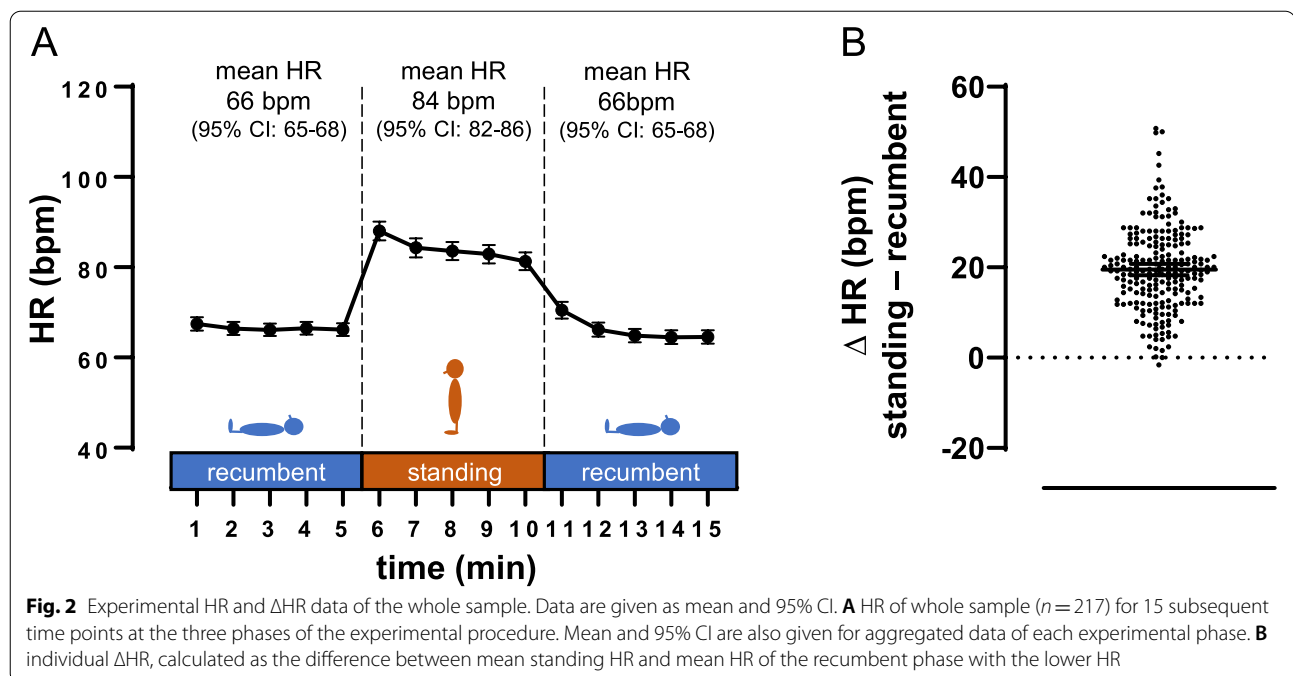 A
B
mean HR
66 bpm
(95% CI: 65-68)
mean HR
84 bpm
(95% CI: 82-86)
mean HR
66bpm
(95% CI: 65-68)
HR (bpm)
120
100
80
60
40
recumbent
standing
recumbent
1 2 3 4 5 6 7 8 9 10 11 12 13 14 15
time (min)
Δ HR (bpm)
standing – recumbent
60
40
20
0
-20
Fig. 2 Experimental HR and ΔHR data of the whole sample. Data are given as mean and 95% CI. A HR of whole sample (n = 217) for 15 subsequent
time points at the three phases of the experimental procedure. Mean and 95% CI are also given for aggregated data of each experimental phase. B
individual ΔHR, calculated as the difference between mean standing HR and mean HR of the recumbent phase with the lower HR